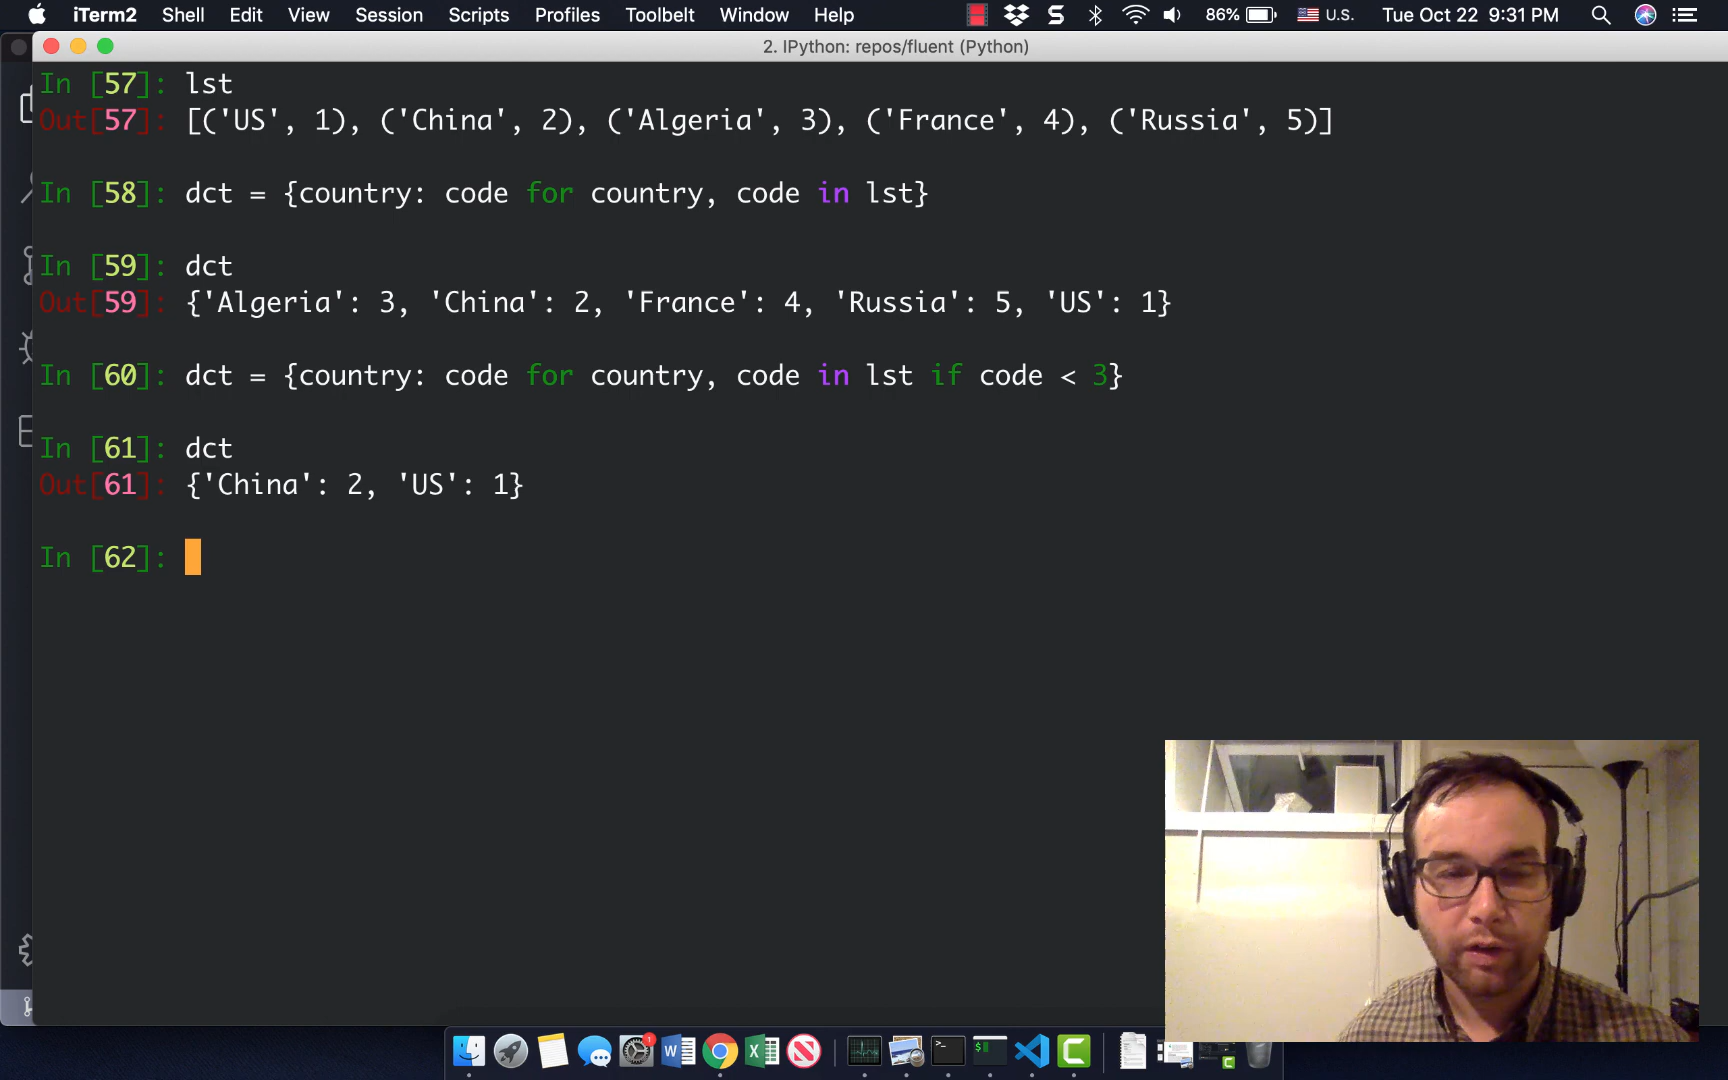 iTerm2 Shell Edit View Session Scripts Profiles Toolbelt Window Help 86% U.S. Tue Oct 22 9:31 PM
2. IPython: repos/fluent (Python)
In [57]: lst
Out[57]: [('US', 1), ('China', 2), ('Algeria', 3), ('France', 4), ('Russia', 5)]
In [58]: dct = {country: code for country, code in lst}
In [59]: dct
Out[59]: {'Algeria': 3, 'China': 2, 'France': 4, 'Russia': 5, 'US': 1}
In [60]: dct = {country: code for country, code in lst if code < 3}
In [61]: dct
Out[61]: {'China': 2, 'US': 1}
In [62]: